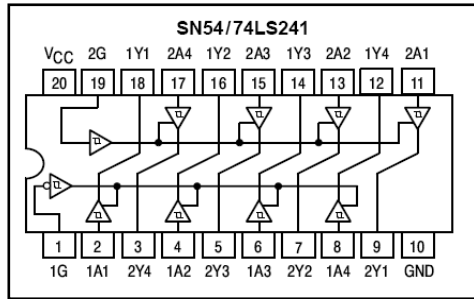 SN54/74LS241
VCC 2G 1Y1 2A4 1Y2 2A3 1Y3 2A2 1Y4 2A1
20 19 18 17 16 15 14 13 12 11
1 2 3 4 5 6 7 8 9 10
1G 1A1 2Y4 1A2 2Y3 1A3 2Y2 1A4 2Y1 GND